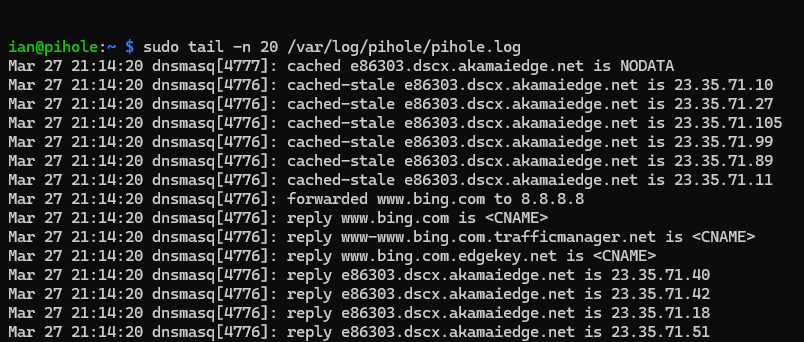 ian@pihole:~ $ sudo tail -n 20 /var/log/pihole/pihole.log
Mar 27 21:14:20 dnsmasq[4777]: cached e86303.dscx.akamaiedge.net is NODATA
Mar 27 21:14:20 dnsmasq[4776]: cached-stale e86303.dscx.akamaiedge.net is 23.35.71.10
Mar 27 21:14:20 dnsmasq[4776]: cached-stale e86303.dscx.akamaiedge.net is 23.35.71.27
Mar 27 21:14:20 dnsmasq[4776]: cached-stale e86303.dscx.akamaiedge.net is 23.35.71.105
Mar 27 21:14:20 dnsmasq[4776]: cached-stale e86303.dscx.akamaiedge.net is 23.35.71.99
Mar 27 21:14:20 dnsmasq[4776]: cached-stale e86303.dscx.akamaiedge.net is 23.35.71.89
Mar 27 21:14:20 dnsmasq[4776]: cached-stale e86303.dscx.akamaiedge.net is 23.35.71.11
Mar 27 21:14:20 dnsmasq[4776]: forwarded www.bing.com to 8.8.8.8
Mar 27 21:14:20 dnsmasq[4776]: reply www.bing.com is <CNAME>
Mar 27 21:14:20 dnsmasq[4776]: reply www-www.bing.com.trafficmanager.net is <CNAME>
Mar 27 21:14:20 dnsmasq[4776]: reply www.bing.com.edgekey.net is <CNAME>
Mar 27 21:14:20 dnsmasq[4776]: reply e86303.dscx.akamaiedge.net is 23.35.71.40
Mar 27 21:14:20 dnsmasq[4776]: reply e86303.dscx.akamaiedge.net is 23.35.71.42
Mar 27 21:14:20 dnsmasq[4776]: reply e86303.dscx.akamaiedge.net is 23.35.71.18
Mar 27 21:14:20 dnsmasq[4776]: reply e86303.dscx.akamaiedge.net is 23.35.71.51